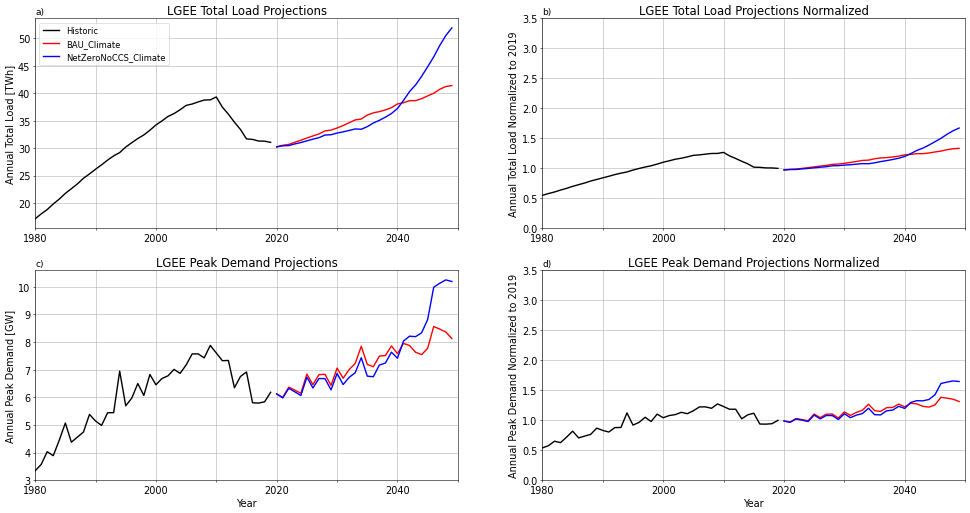 a)
LGEE Total Load Projections
Annual Total Load [TWh]
50
45
40
35
30
25
20
Historic
BAU_Climate
NetZeroNoCCS_Climate
1980
2000
2020
2040
b)
LGEE Total Load Projections Normalized
Annual Total Load Normalized to 2019
3.5
3.0
2.5
2.0
1.5
1.0
0.5
0.0
1980
2000
2020
2040
c)
LGEE Peak Demand Projections
Annual Peak Demand [GW]
10
9
8
7
6
5
4
3
1980
2000
2020
2040
Year
d)
LGEE Peak Demand Projections Normalized
Annual Peak Demand Normalized to 2019
3.5
3.0
2.5
2.0
1.5
1.0
0.5
0.0
1980
2000
2020
2040
Year